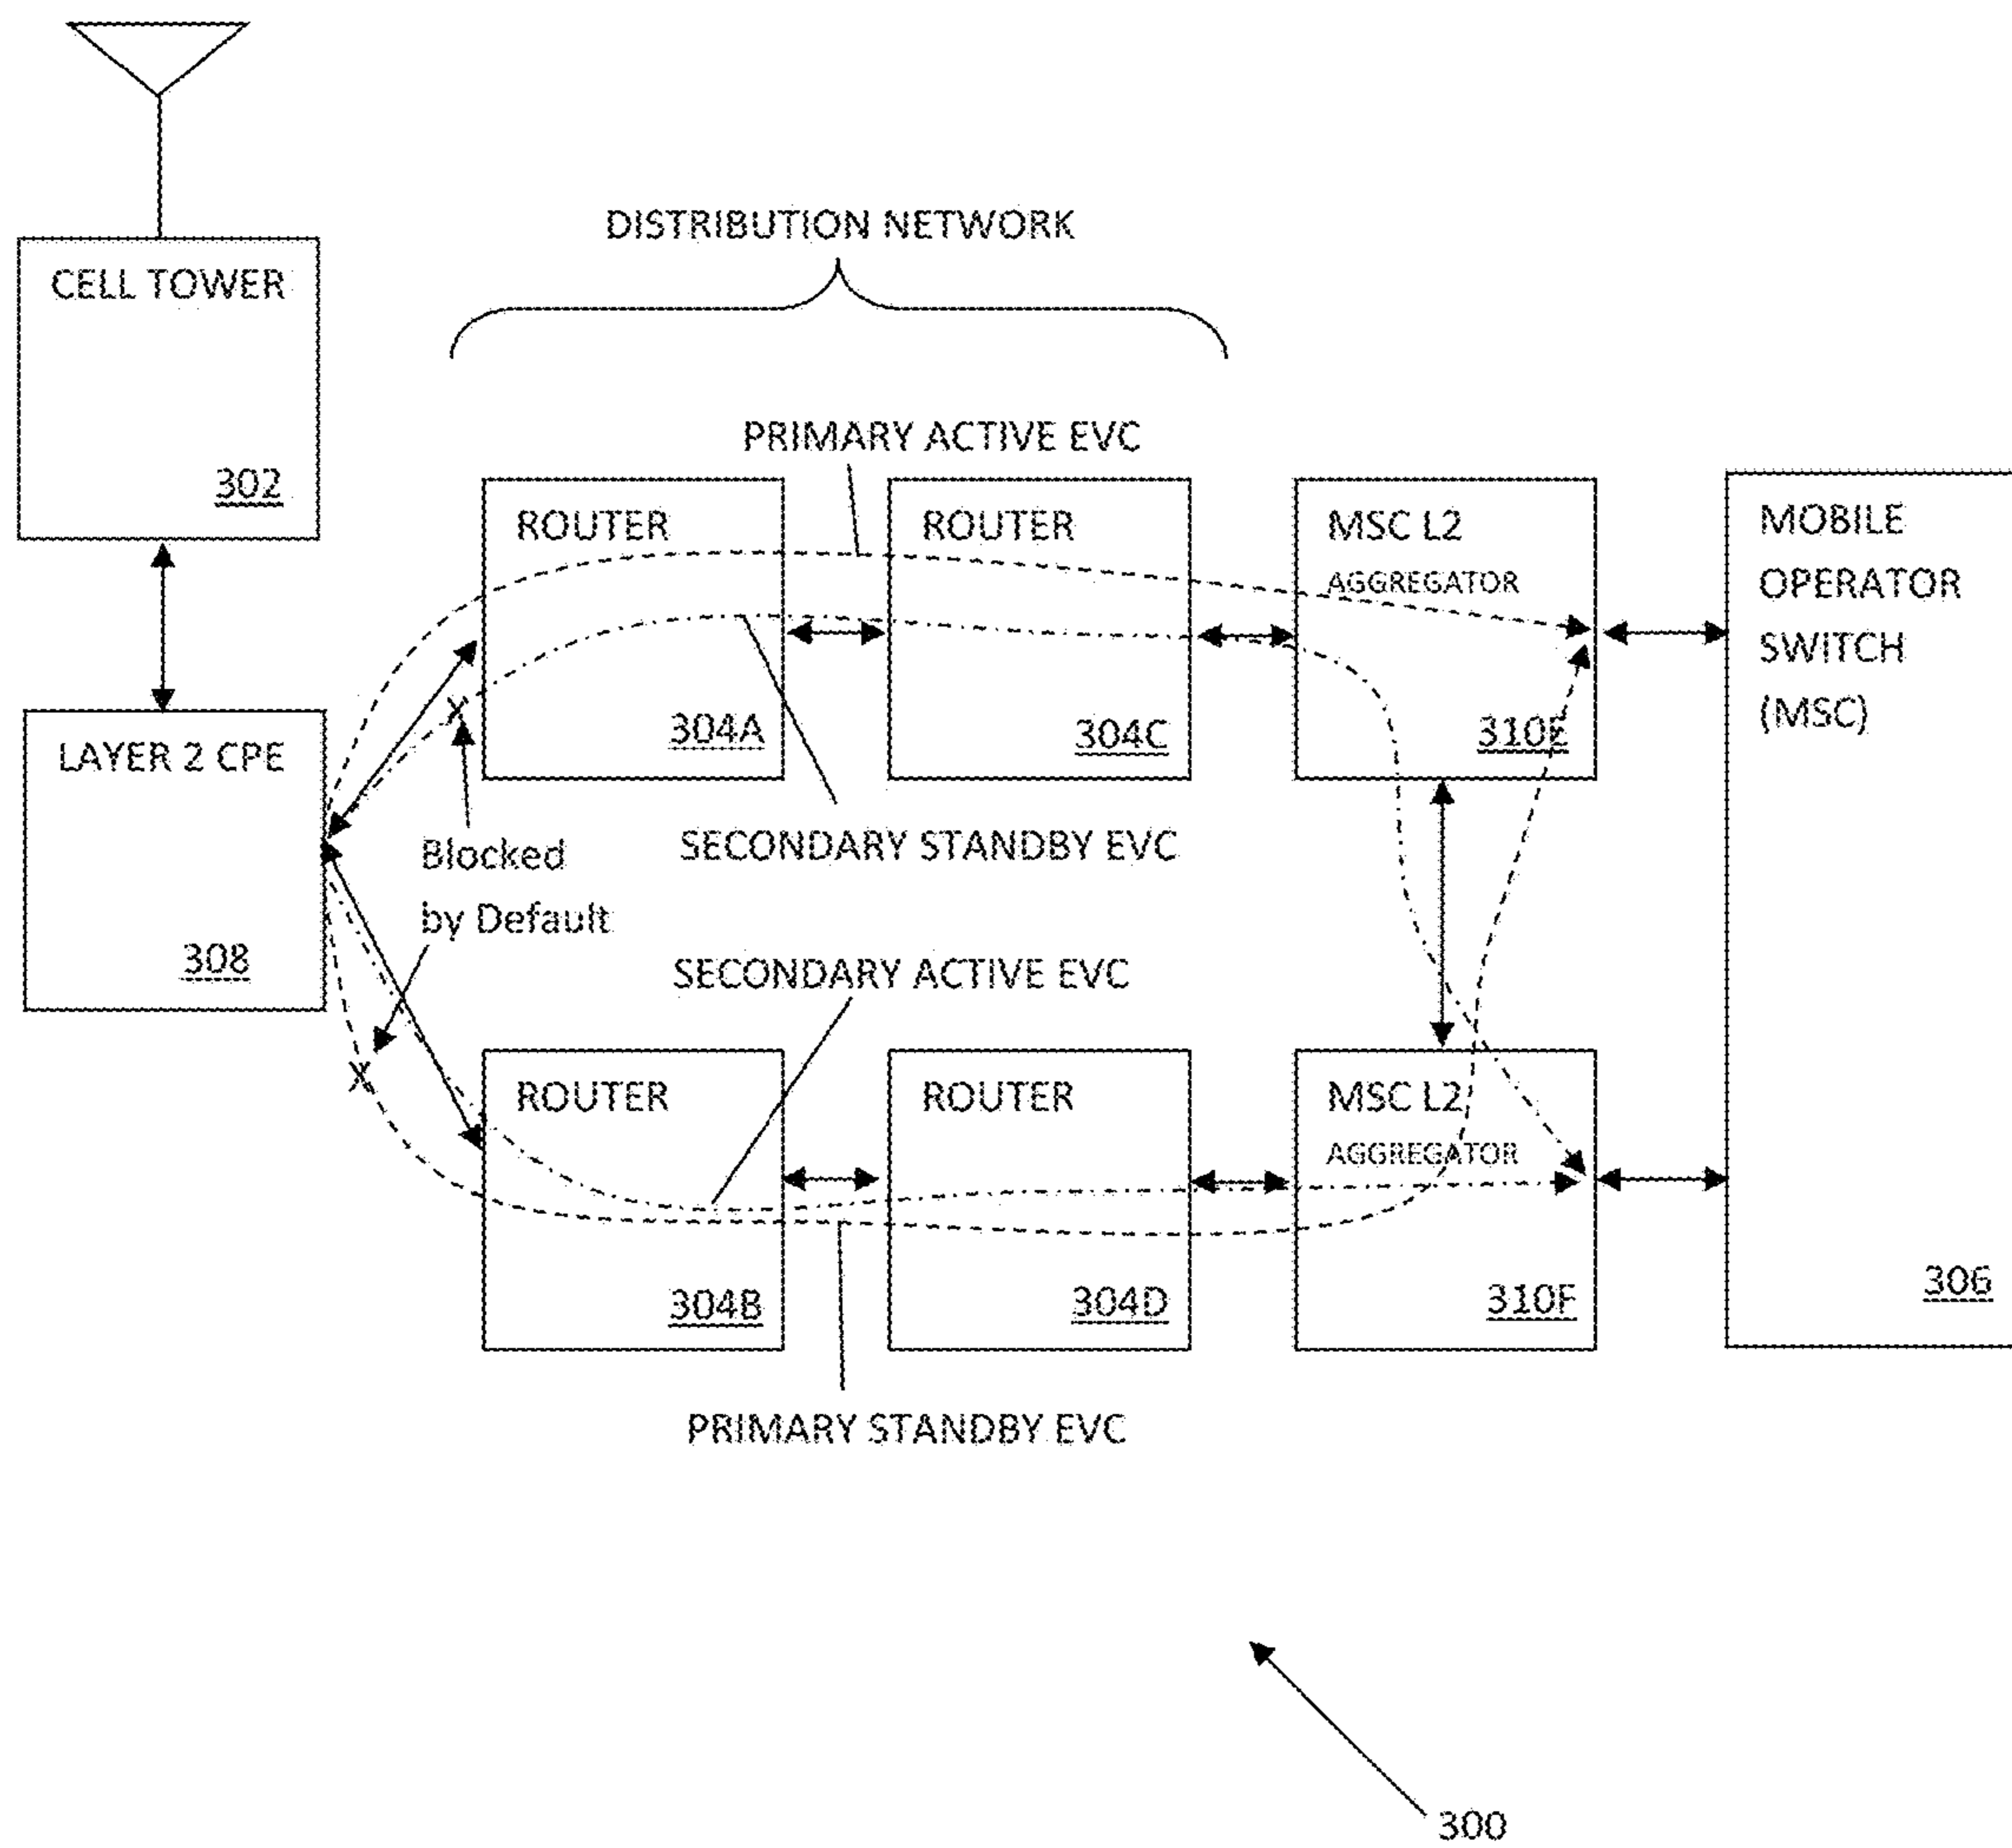 DISTRIBUTION NETWORK
CELL TOWER
302
PRIMARY ACTIVE EVC
ROUTER
304A
ROUTER
304C
MSC L2
AGGREGATOR
310E
MOBILE
OPERATOR
SWITCH
(MSC)
306
LAYER 2 CPE
308
X
Blocked
by Default
X
SECONDARY STANDBY EVC
SECONDARY ACTIVE EVC
ROUTER
304B
ROUTER
304D
MSC L2
AGGREGATOR
310F
PRIMARY STANDBY EVC
300